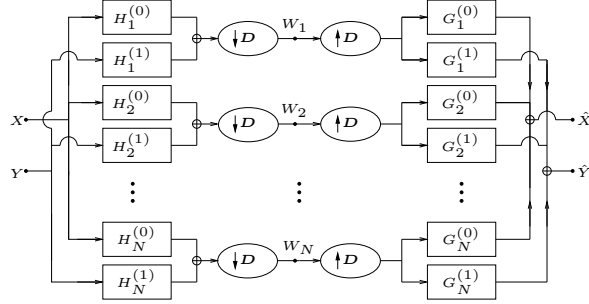 H_1^{(0)} ↓D W_1 ↑D G_1^{(0)}
H_1^{(1)} G_1^{(1)}
H_2^{(0)} G_2^{(0)}
X ↓D W_2 ↑D X̂
H_2^{(1)} G_2^{(1)}
Y Ŷ
⋮ ⋮ ⋮
H_N^{(0)} G_N^{(0)}
↓D W_N ↑D
H_N^{(1)} G_N^{(1)}